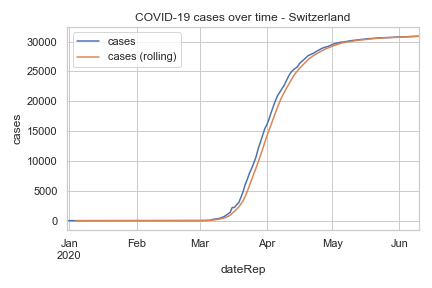 COVID-19 cases over time - Switzerland
cases
cases (rolling)
30000
25000
20000
15000
10000
5000
0
cases
Jan Feb Mar Apr May Jun
2020
dateRep